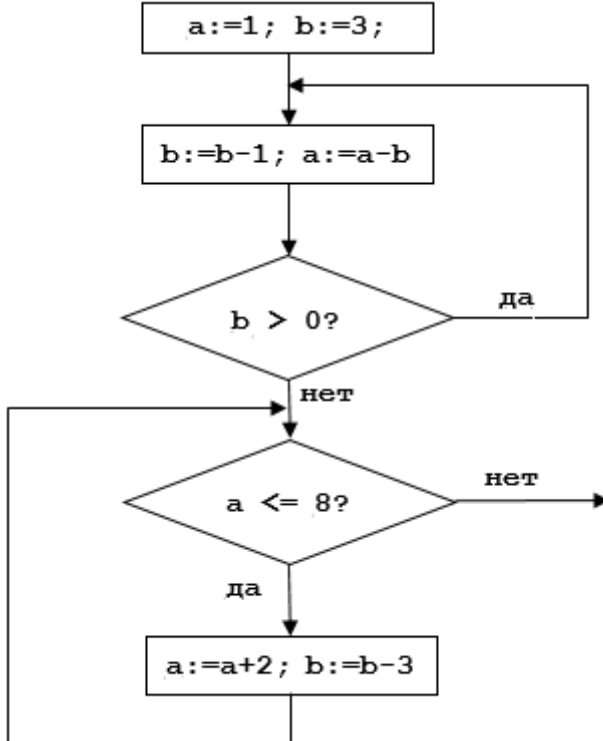 a:=1; b:=3;
b:=b-1; a:=a-b
b > 0?
да
нет
a <= 8?
нет
да
a:=a+2; b:=b-3